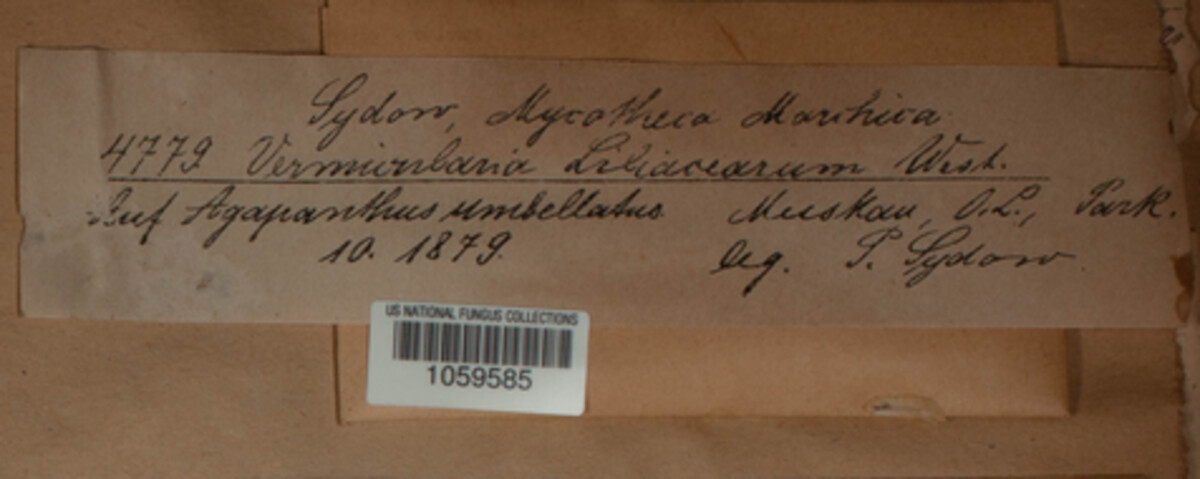 Sydow, Mycotheca Marchica.
4779 Vermicularia Liliacearum West.
Auf Agapanthus umbellatus. Muskau, O.L., Park.
10. 1879. leg. P. Sydow.
US NATIONAL FUNGUS COLLECTIONS
1059585